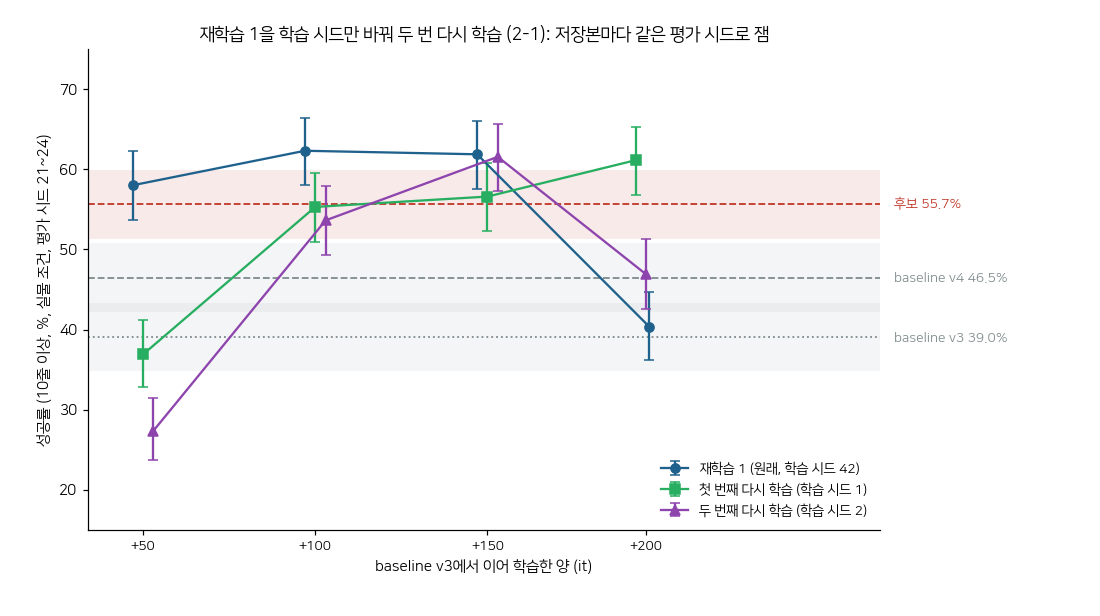 재학습 1을 학습 시드만 바꿔 두 번 다시 학습 (2-1): 저장본마다 같은 평가 시드로 잼
성공률 (10줄 이상, %, 실물 조건, 평가 시드 21~24)
70
60
50
40
30
20
후보 55.7%
baseline v4 46.5%
baseline v3 39.0%
재학습 1 (원래, 학습 시드 42)
첫 번째 다시 학습 (학습 시드 1)
두 번째 다시 학습 (학습 시드 2)
+50 +100 +150 +200
baseline v3에서 이어 학습한 양 (it)